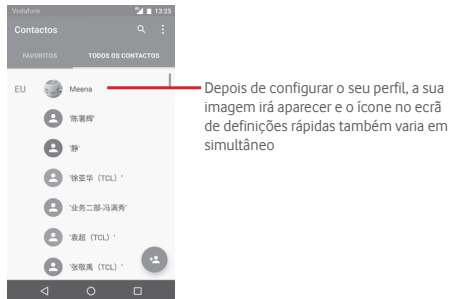 Vodafone 13:25
Contactos
FAVORITOS TODOS OS CONTACTOS
EU Meena
'陈署辉'
'静'
'徐亚华（TCL）'
'业务二部-冯满秀'
'袁超（TCL）'
'张敬禹（TCL）'
Depois de configurar o seu perfil, a sua
imagem irá aparecer e o ícone no ecrã
de definições rápidas também varia em
simultâneo